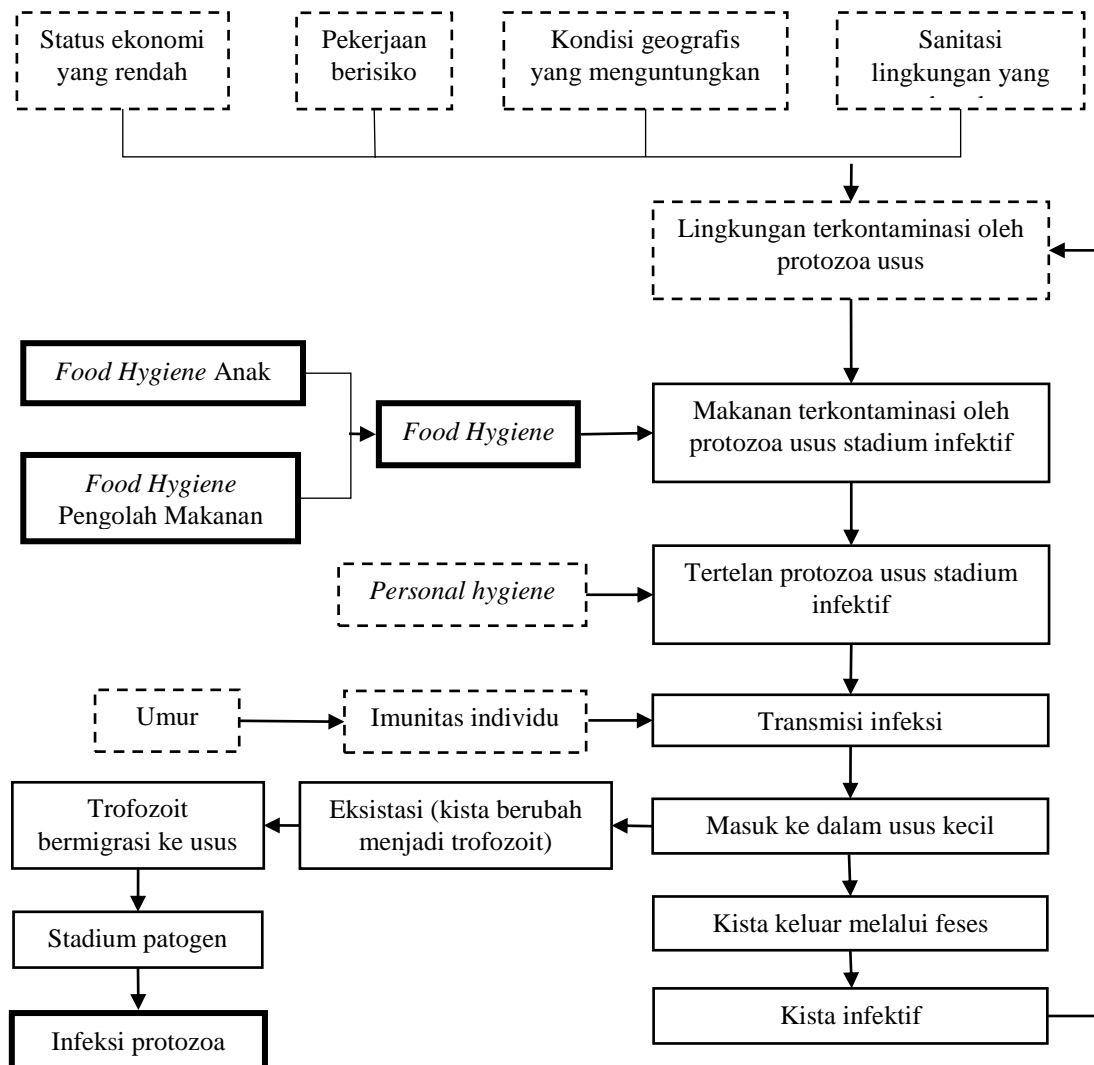 Status ekonomi
yang rendah
Pekerjaan
berisiko
Kondisi geografis
yang menguntungkan
Sanitasi
lingkungan yang
Lingkungan terkontaminasi oleh
protozoa usus
Food Hygiene Anak
Food Hygiene
Pengolah Makanan
Food Hygiene
Makanan terkontaminasi oleh
protozoa usus stadium infektif
Personal hygiene
Tertelan protozoa usus stadium
infektif
Umur
Imunitas individu
Transmisi infeksi
Trofozoit
bermigrasi ke usus
Eksistasi (kista berubah
menjadi trofozoit)
Masuk ke dalam usus kecil
Stadium patogen
Kista keluar melalui feses
Infeksi protozoa
Kista infektif